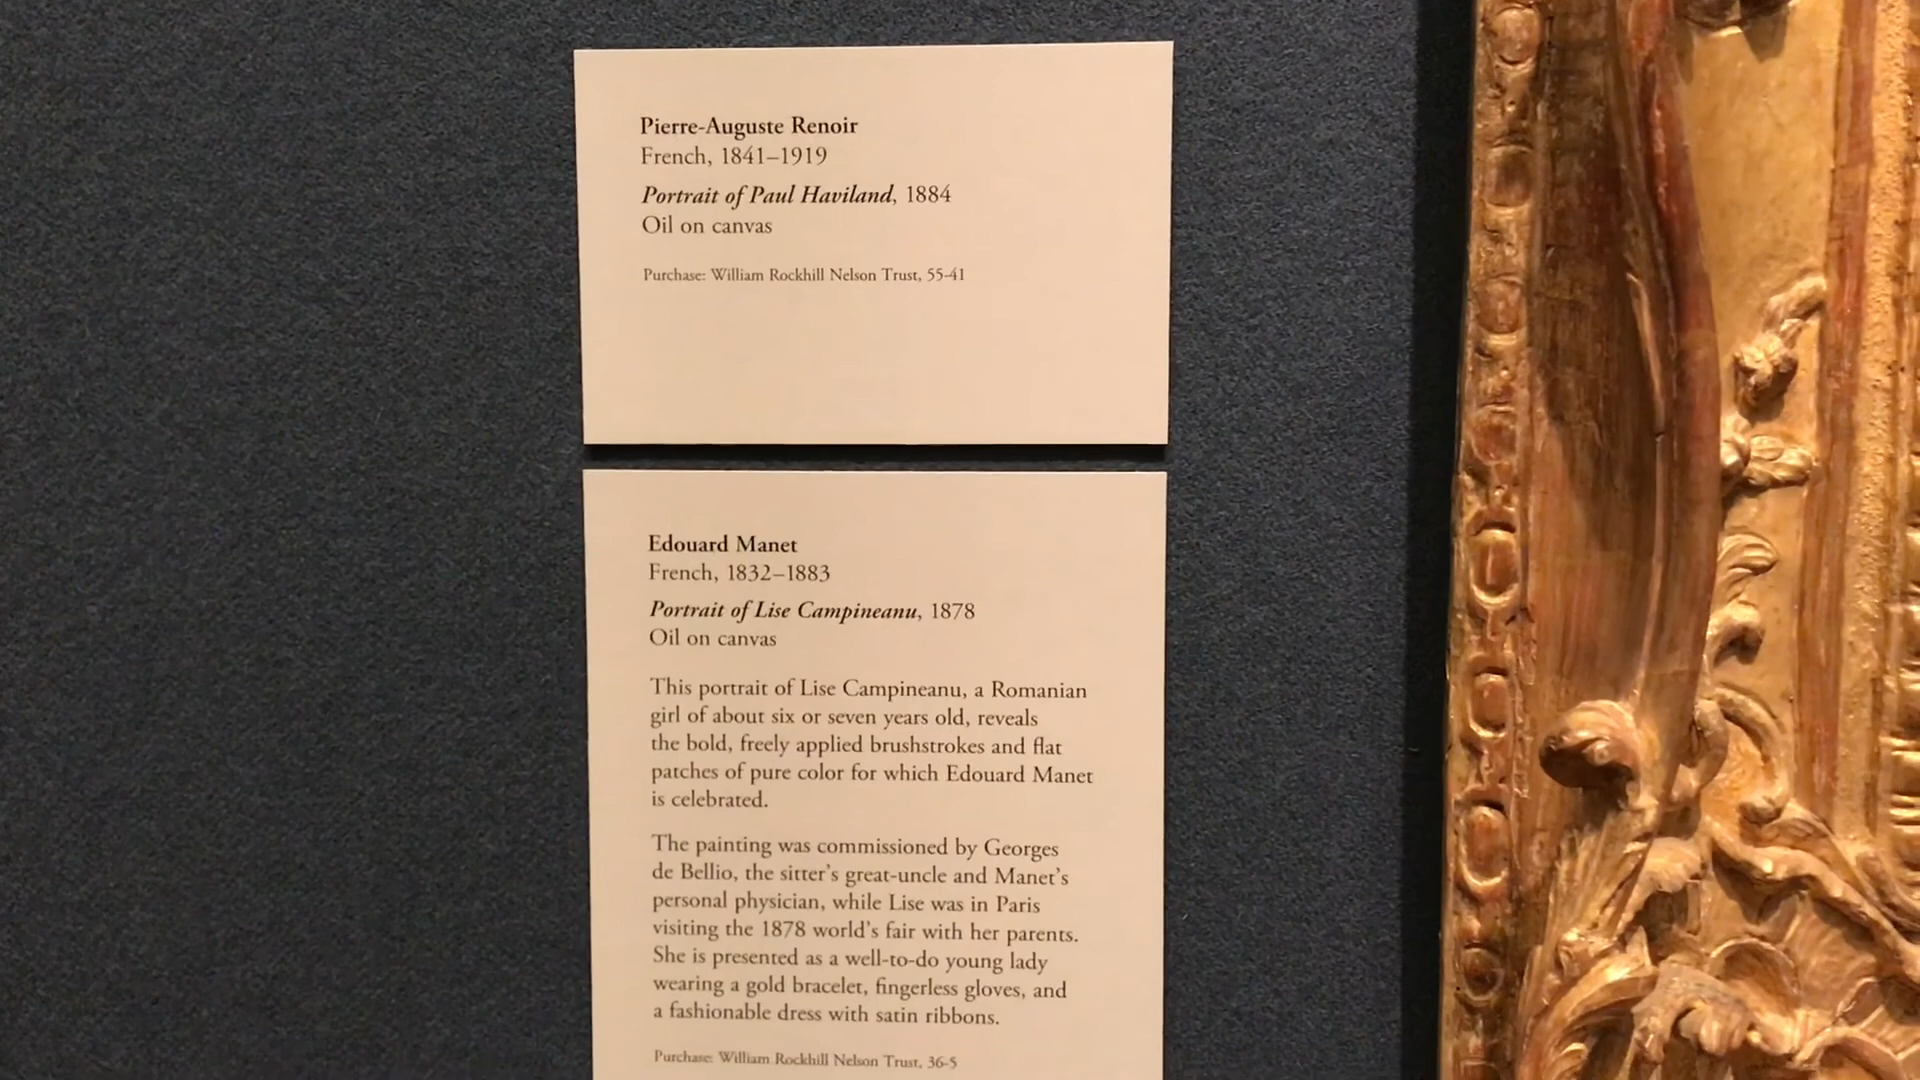 Pierre-Auguste Renoir
French, 1841–1919
Portrait of Paul Haviland, 1884
Oil on canvas
Purchase: William Rockhill Nelson Trust, 55-41
Edouard Manet
French, 1832–1883
Portrait of Lise Campineanu, 1878
Oil on canvas
This portrait of Lise Campineanu, a Romanian
girl of about six or seven years old, reveals
the bold, freely applied brushstrokes and flat
patches of pure color for which Edouard Manet
is celebrated.
The painting was commissioned by Georges
de Bellio, the sitter's great-uncle and Manet's
personal physician, while Lise was in Paris
visiting the 1878 world's fair with her parents.
She is presented as a well-to-do young lady
wearing a gold bracelet, fingerless gloves, and
a fashionable dress with satin ribbons.
Purchase: William Rockhill Nelson Trust, 36-5